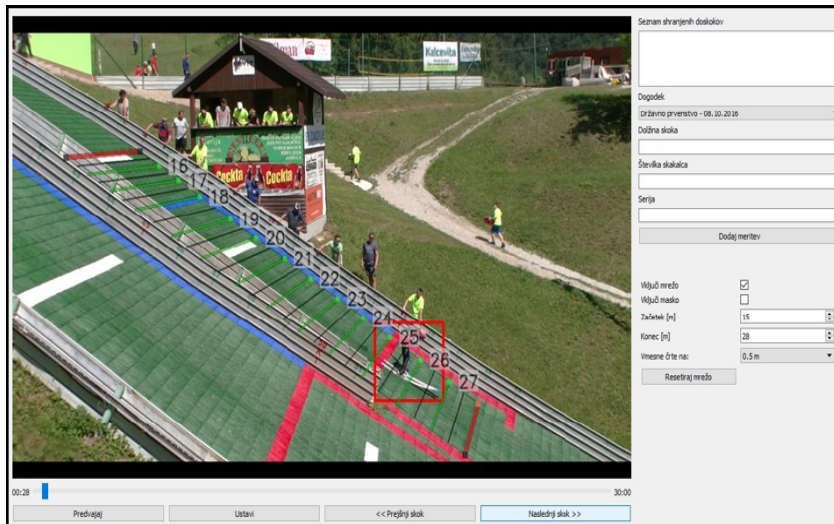 Seznam shranjenih doskokov
Dogodek
Državno prvenstvo - 08.10.2016
Dolžina skoka
Številka skakalca
Serija
Dodaj meritev
Vključi mrežo
Vključi masko
Začetek [m]
15
Konec [m]
28
Vmesne črte na:
0.5 m
Resetiraj mrežo
Kalcevita
Cockta
Cockta
16
17
18
19
20
21
22
23
24
25
26
27
00:28
30:00
Predvajaj
Ustavi
<< Prejšnji skok
Naslednji skok >>